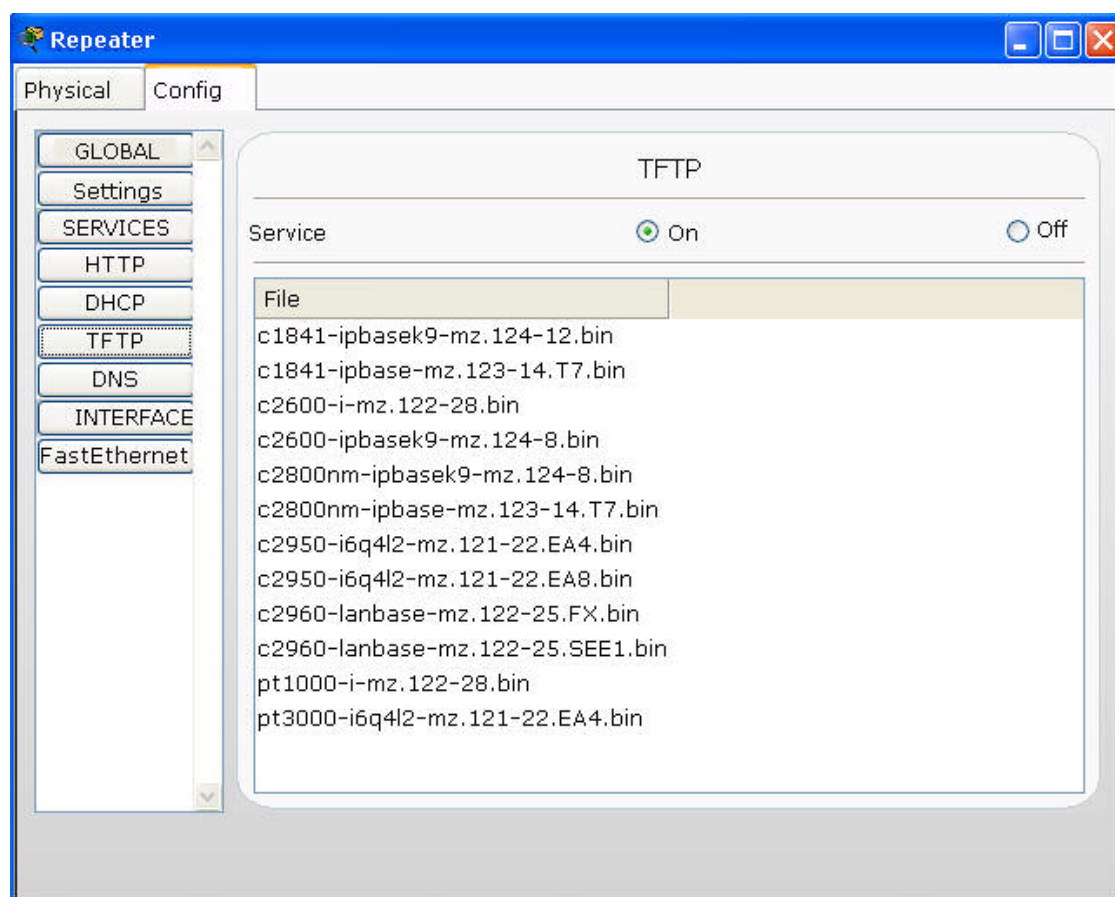 Repeater
Physical
Config
GLOBAL
Settings
SERVICES
HTTP
DHCP
TFTP
DNS
INTERFACE
FastEthernet
TFTP
Service
On
Off
File
c1841-ipbasek9-mz.124-12.bin
c1841-ipbase-mz.123-14.T7.bin
c2600-i-mz.122-28.bin
c2600-ipbasek9-mz.124-8.bin
c2800nm-ipbasek9-mz.124-8.bin
c2800nm-ipbase-mz.123-14.T7.bin
c2950-i6q4l2-mz.121-22.EA4.bin
c2950-i6q4l2-mz.121-22.EA8.bin
c2960-lanbase-mz.122-25.FX.bin
c2960-lanbase-mz.122-25.SEE1.bin
pt1000-i-mz.122-28.bin
pt3000-i6q4l2-mz.121-22.EA4.bin